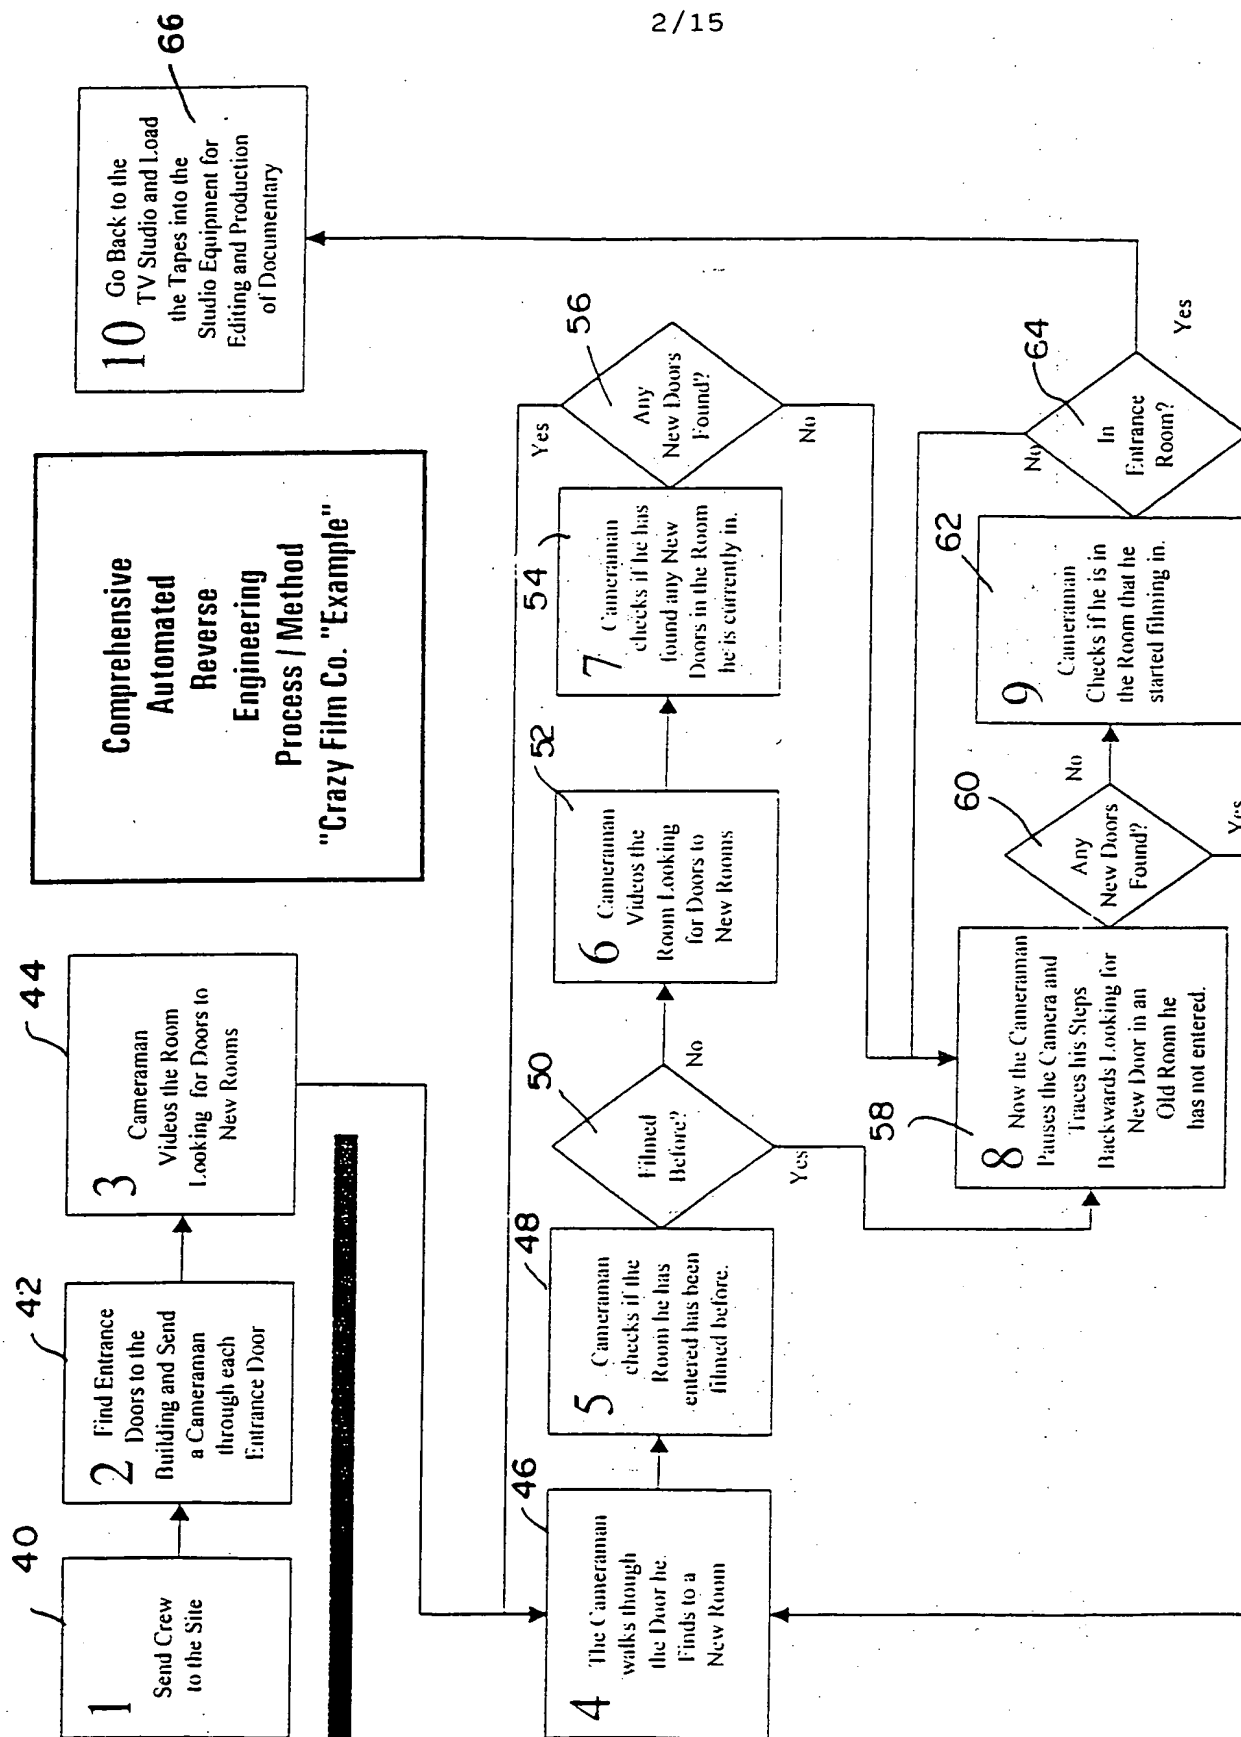 2/15
Comprehensive
Automated
Reverse
Engineering
Process / Method
"Crazy Film Co. "Example"
40
1
Send Crew
to the Site
42
2 Find Entrance
Doors to the
Building and Send
a Cameraman
through each
Entrance Door
44
3 Cameraman
Videos the Room
Looking for Doors to
New Rooms
46
4 The Cameraman
walks though
the Door he
Finds to a
New Room
48
5 Cameraman
checks if the
Room he has
entered has been
filmed before.
50
Filmed
Before?
No
Yes
52
6 Cameraman
Videos the
Room Looking
for Doors to
New Rooms
54
7 Cameraman
checks if he has
found any New
Doors in the Room
he is currently in.
56
Any
New Doors
Found?
Yes
No
58
8 Now the Cameraman
Pauses the Camera and
Traces his Steps
Backwards Looking for
New Door in an
Old Room he
has not entered.
60
Any
New Doors
Found?
No
Yes
62
9 Cameraman
Checks if he is in
the Room that he
started filming in.
64
In
Entrance
Room?
No
Yes
66
10 Go Back to the
TV Studio and Load
the Tapes into the
Studio Equipment for
Editing and Production
of Documentary